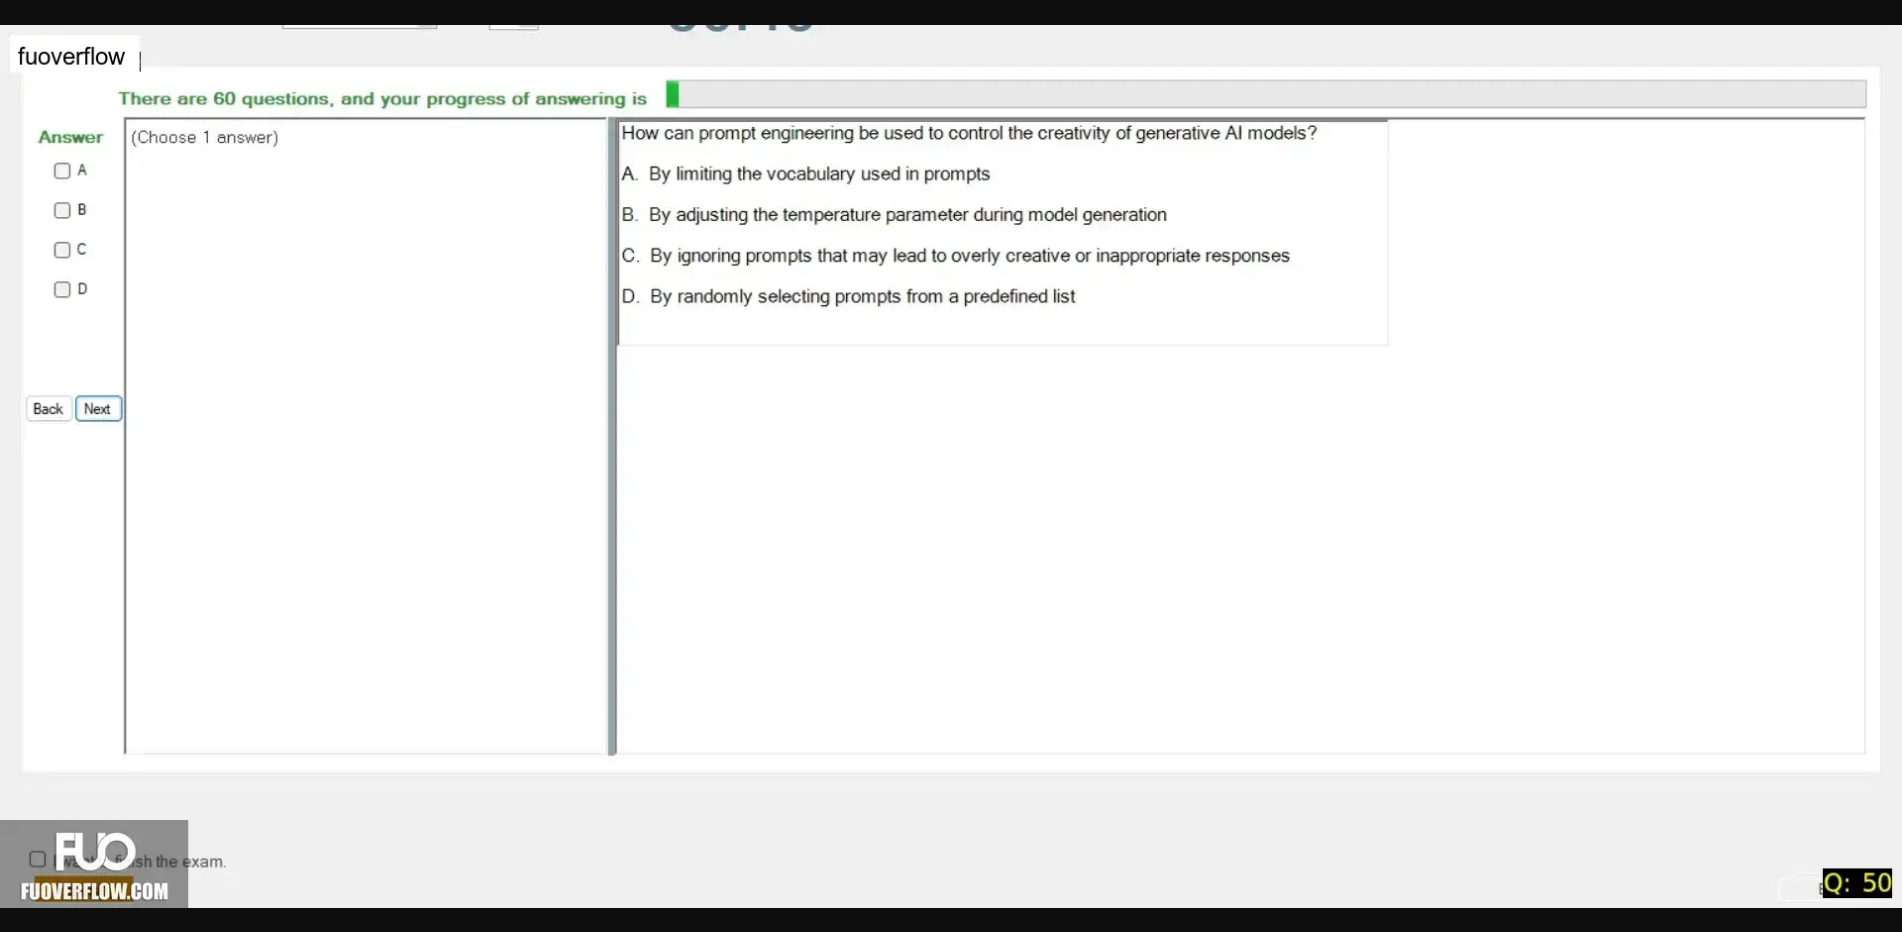 fuoverflow
There are 60 questions, and your progress of answering is
Answer
(Choose 1 answer)
A
B
C
D
Back Next
How can prompt engineering be used to control the creativity of generative AI models?
A. By limiting the vocabulary used in prompts
B. By adjusting the temperature parameter during model generation
C. By ignoring prompts that may lead to overly creative or inappropriate responses
D. By randomly selecting prompts from a predefined list
FUO
the exam.
FUOVERFLOW.COM
Q: 50